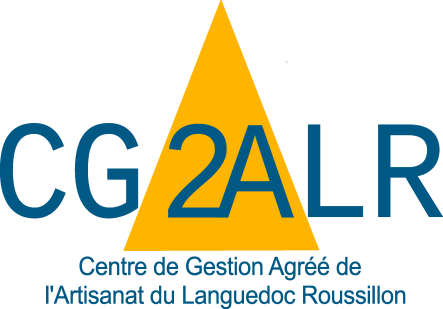 CG2ALR
Centre de Gestion Agréé de
l'Artisanat du Languedoc Roussillon